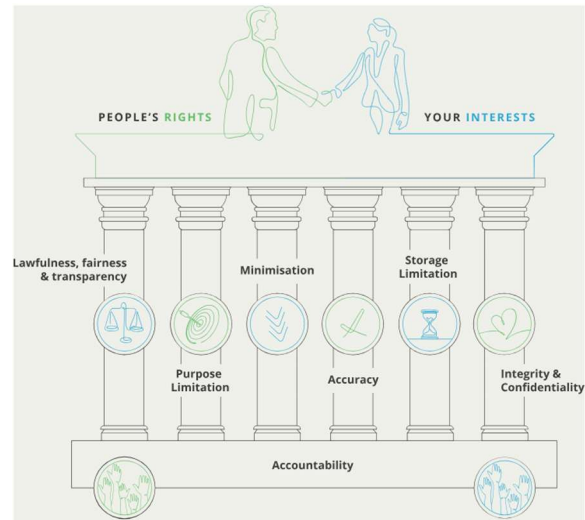 PEOPLE'S RIGHTS
YOUR INTERESTS
Lawfulness, fairness
& transparency
Purpose
Limitation
Minimisation
Accuracy
Storage
Limitation
Integrity &
Confidentiality
Accountability